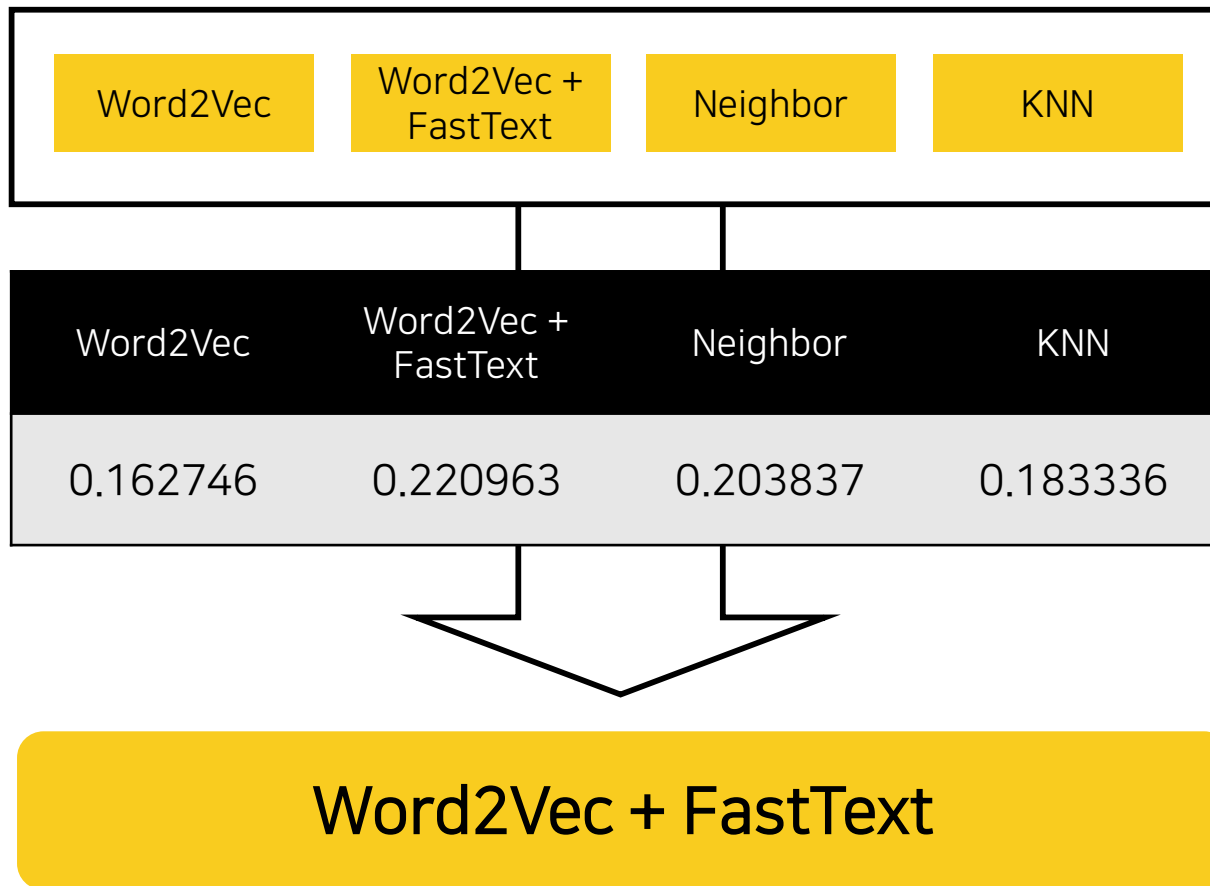 Word2Vec
Word2Vec +
FastText
Neighbor
KNN
Word2Vec
Word2Vec +
FastText
Neighbor
KNN
0.162746
0.220963
0.203837
0.183336
Word2Vec + FastText